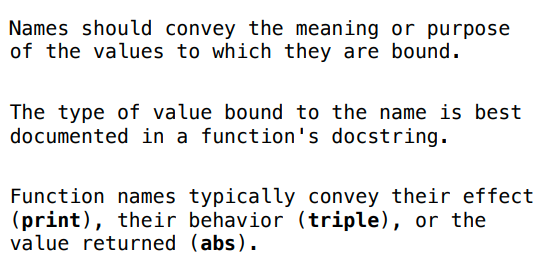 Names should convey the meaning or purpose
of the values to which they are bound.
The type of value bound to the name is best
documented in a function's docstring.
Function names typically convey their effect
(print), their behavior (triple), or the
value returned (abs).